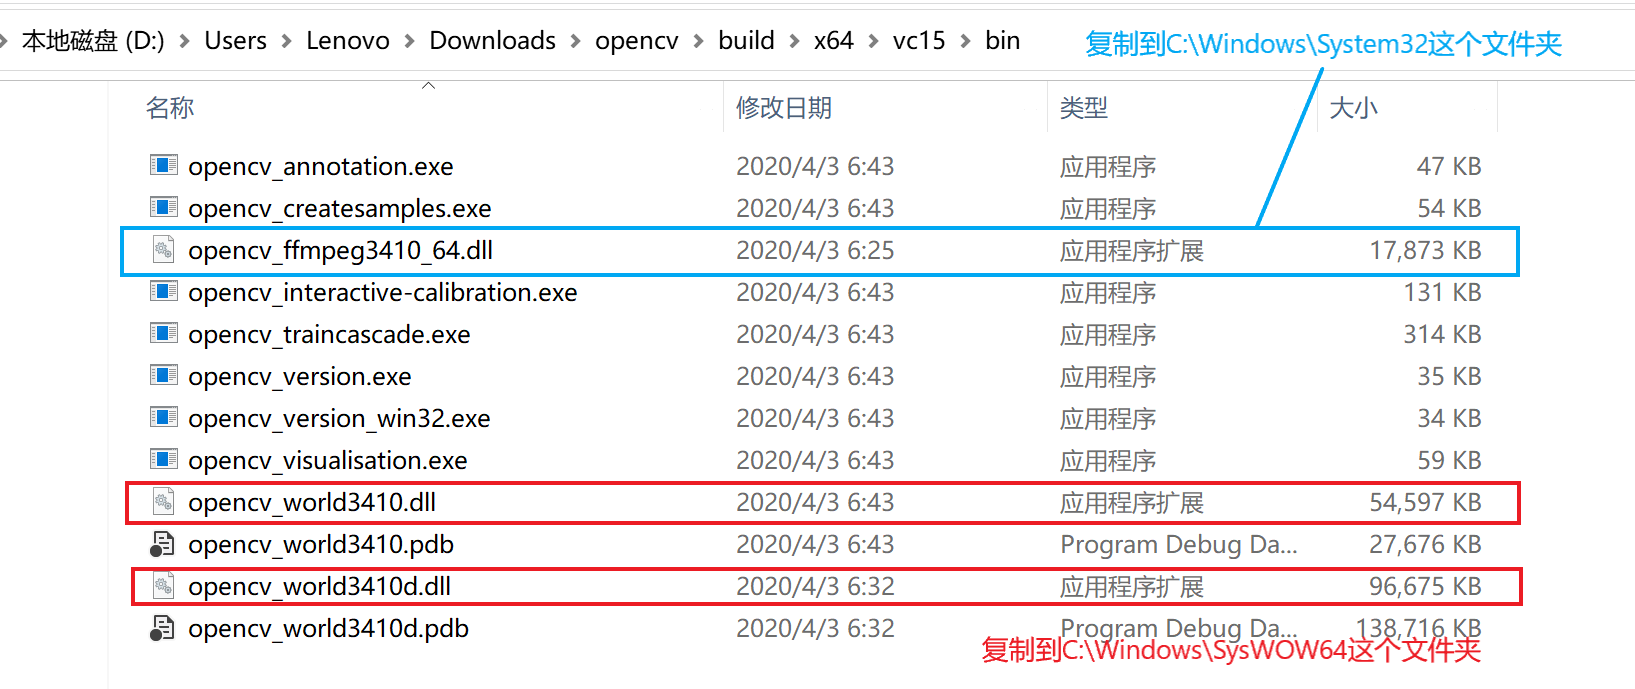 本地磁盘 (D:) > Users > Lenovo > Downloads > opencv > build > x64 > vc15 > bin
复制到C:\Windows\System32这个文件夹
名称 修改日期 类型 大小
opencv_annotation.exe 2020/4/3 6:43 应用程序 47 KB
opencv_createsamples.exe 2020/4/3 6:43 应用程序 54 KB
opencv_ffmpeg3410_64.dll 2020/4/3 6:25 应用程序扩展 17,873 KB
opencv_interactive-calibration.exe 2020/4/3 6:43 应用程序 131 KB
opencv_traincascade.exe 2020/4/3 6:43 应用程序 314 KB
opencv_version.exe 2020/4/3 6:43 应用程序 35 KB
opencv_version_win32.exe 2020/4/3 6:43 应用程序 34 KB
opencv_visualisation.exe 2020/4/3 6:43 应用程序 59 KB
opencv_world3410.dll 2020/4/3 6:43 应用程序扩展 54,597 KB
opencv_world3410.pdb 2020/4/3 6:43 Program Debug Da... 27,676 KB
opencv_world3410d.dll 2020/4/3 6:32 应用程序扩展 96,675 KB
opencv_world3410d.pdb 2020/4/3 6:32 Program Debug Da... 138,716 KB
复制到C:\Windows\SysWOW64这个文件夹